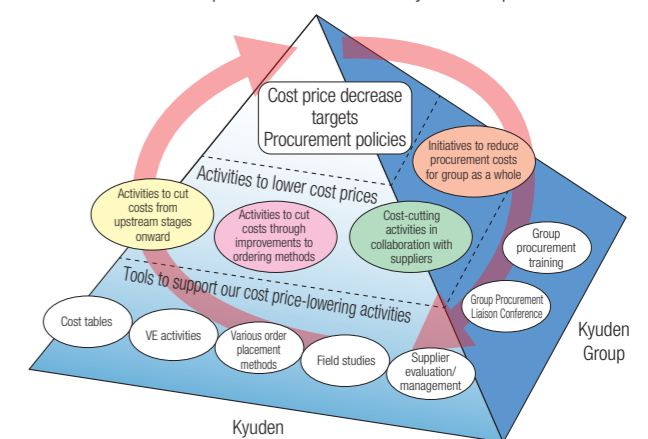 Cost price decrease
targets
Procurement policies
Initiatives to reduce
procurement costs
for group as a whole
Activities to lower cost prices
Activities to cut
costs from
upstream stages
onward
Activities to cut
costs through
improvements to
ordering methods
Cost-cutting
activities in
collaboration with
suppliers
Group
procurement
training
Tools to support our cost price-lowering activities
Group Procurement
Liaison Conference
Cost tables
VE activities
Various order
placement
methods
Field studies
Supplier
evaluation/
management
Kyuden
Group
Kyuden